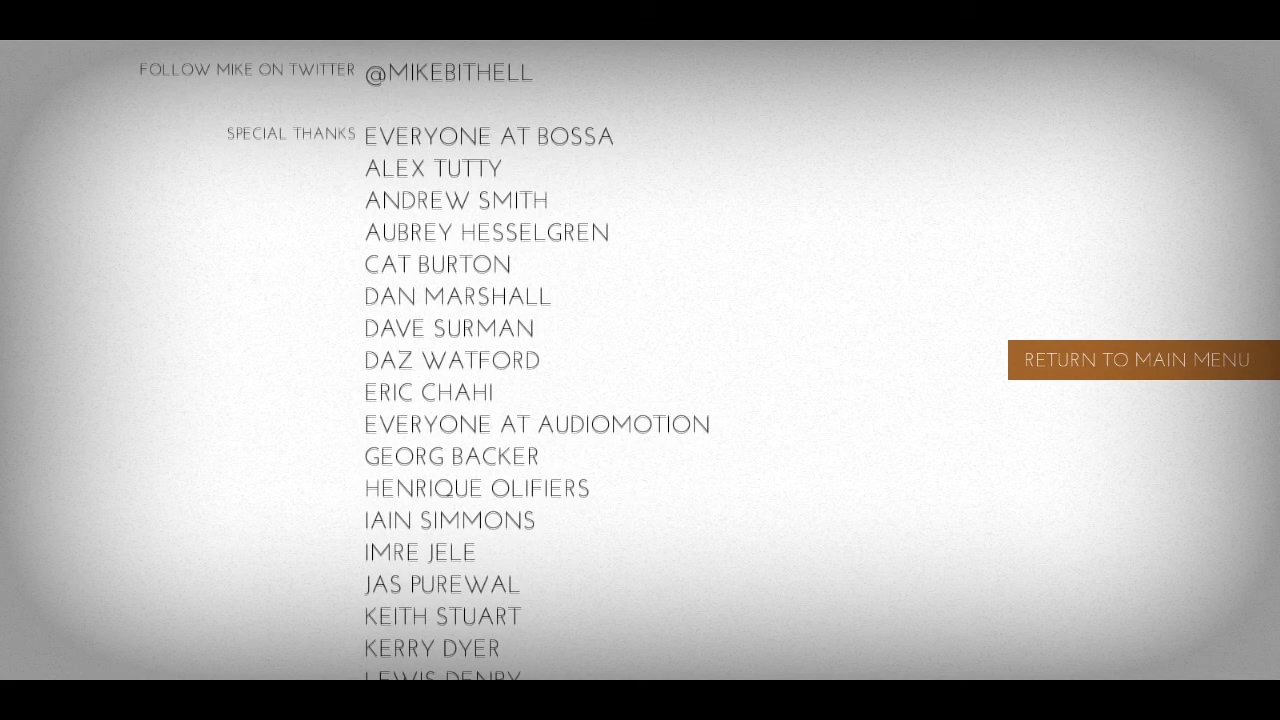 FOLLOW MIKE ON TWITTER @MIKEBITHELL
SPECIAL THANKS EVERYONE AT BOSSA
ALEX TUTTY
ANDREW SMITH
AUBREY HESSELGREN
CAT BURTON
DAN MARSHALL
DAVE SURMAN
DAZ WATFORD
RETURN TO MAIN MENU
ERIC CHAHI
EVERYONE AT AUDIOMOTION
GEORG BACKER
HENRIQUE OLIFIERS
IAIN SIMMONS
IMRE JELE
JAS PUREWAL
KEITH STUART
KERRY DYER
LEWIS DENBY